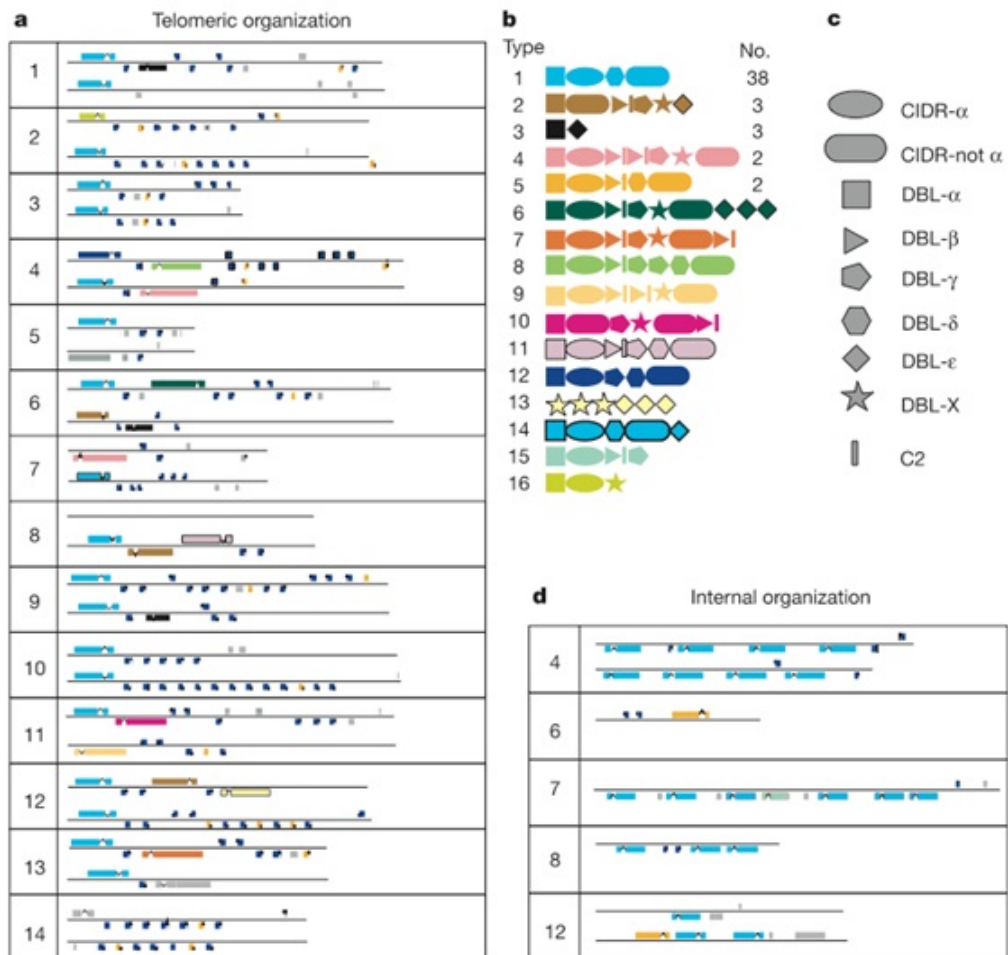 a Telomeric organization
1
2
3
4
5
6
7
8
9
10
11
12
13
14
b
Type No.
1 38
2 3
3 3
4 2
5 2
6
7
8
9
10
11
12
13
14
15
16
c
CIDR-α
CIDR-not α
DBL-α
DBL-β
DBL-γ
DBL-δ
DBL-ε
DBL-X
C2
d Internal organization
4
6
7
8
12